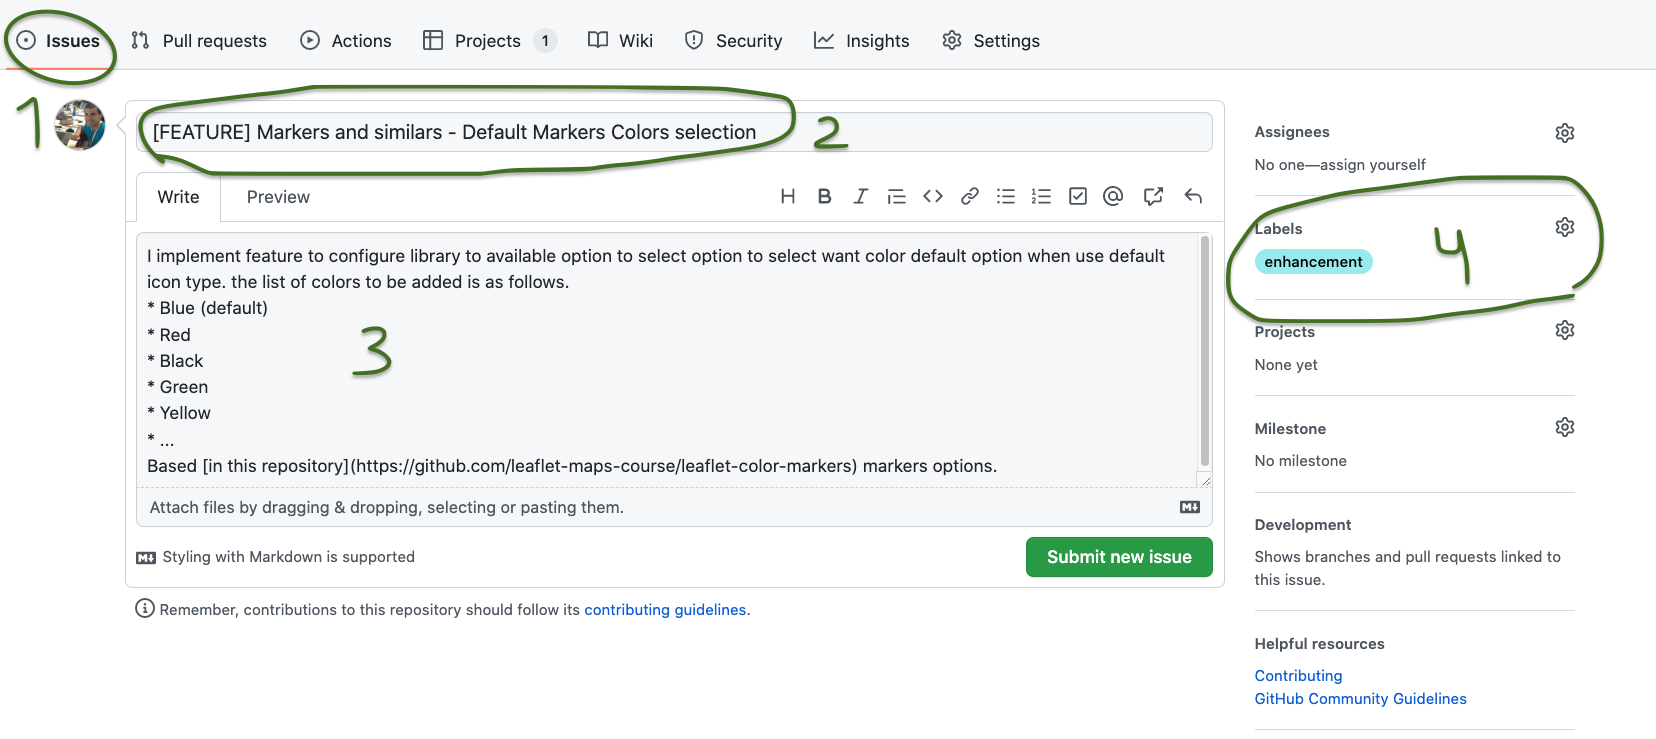 Issues Pull requests Actions Projects 1 Wiki Security Insights Settings
1
[FEATURE] Markers and similars - Default Markers Colors selection
2
Write Preview
I implement feature to configure library to available option to select option to select want color default option when use default
icon type. the list of colors to be added is as follows.
* Blue (default)
* Red
* Black
* Green
* Yellow
* ...
Based [in this repository](https://github.com/leaflet-maps-course/leaflet-color-markers) markers options.
3
Attach files by dragging & dropping, selecting or pasting them.
Styling with Markdown is supported
Submit new issue
Remember, contributions to this repository should follow its contributing guidelines.
Assignees
No one—assign yourself
Labels
enhancement
4
Projects
None yet
Milestone
No milestone
Development
Shows branches and pull requests linked to
this issue.
Helpful resources
Contributing
GitHub Community Guidelines